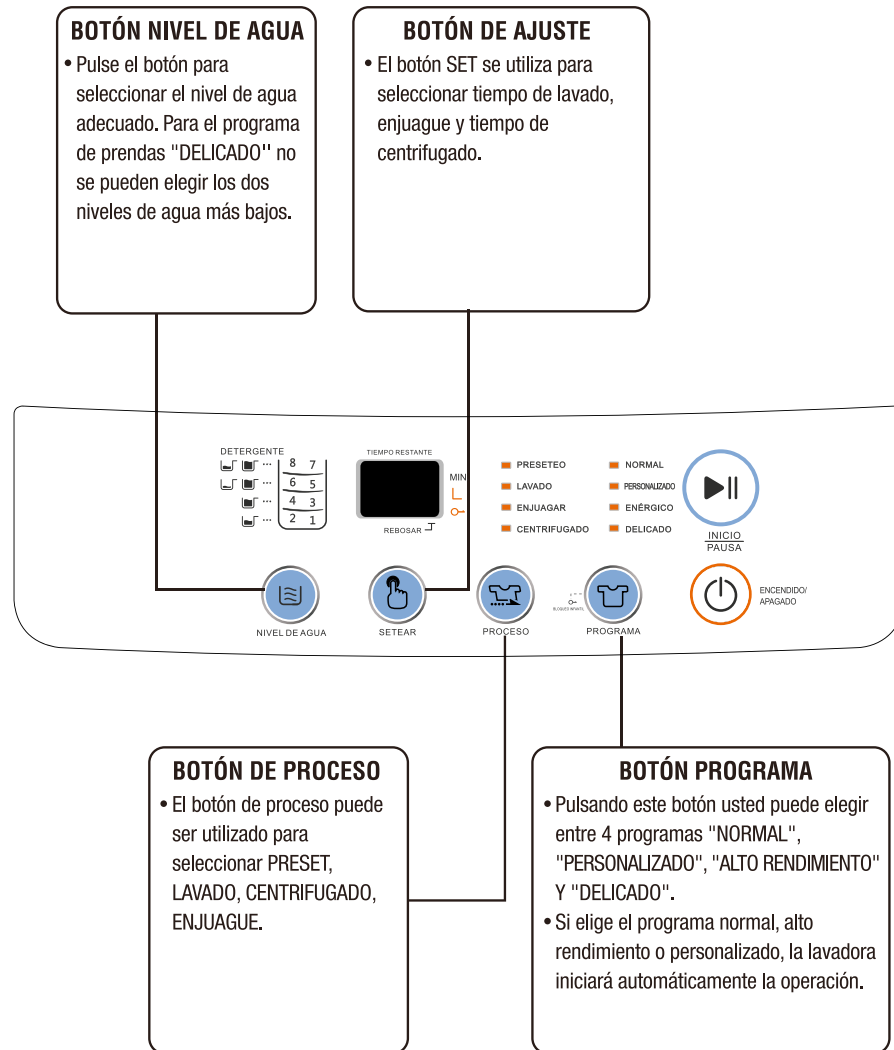 BOTÓN NIVEL DE AGUA
• Pulse el botón para
seleccionar el nivel de agua
adecuado. Para el programa
de prendas "DELICADO" no
se pueden elegir los dos
niveles de agua más bajos.
BOTÓN DE AJUSTE
• El botón SET se utiliza para
seleccionar tiempo de lavado,
enjuague y tiempo de
centrifugado.
DETERGENTE
8 7
6 5
4 3
2 1
TIEMPO RESTANTE
MIN
REBOSAR
PRESETEO
LAVADO
ENJUAGAR
CENTRIFUGADO
NORMAL
PERSONALIZADO
ENÉRGICO
DELICADO
INICIO
PAUSA
NIVEL DE AGUA
SETEAR
PROCESO
BLOQUEO INFANTIL
PROGRAMA
ENCENDIDO/
APAGADO
BOTÓN DE PROCESO
• El botón de proceso puede
ser utilizado para
seleccionar PRESET,
LAVADO, CENTRIFUGADO,
ENJUAGUE.
BOTÓN PROGRAMA
• Pulsando este botón usted puede elegir
entre 4 programas "NORMAL",
"PERSONALIZADO", "ALTO RENDIMIENTO"
Y "DELICADO".
• Si elige el programa normal, alto
rendimiento o personalizado, la lavadora
iniciará automáticamente la operación.